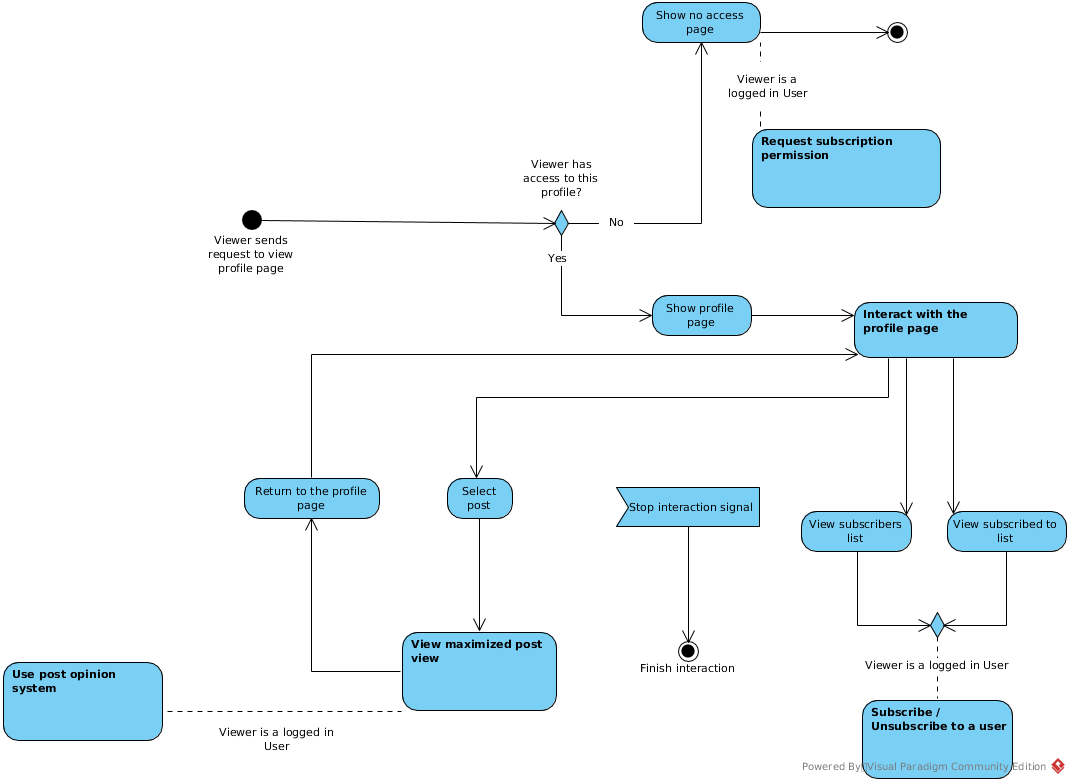 Show no access
page
Viewer is a
logged in User
Request subscription
permission
Viewer has
access to this
profile?
No
Yes
Viewer sends
request to view
profile page
Show profile
page
Interact with the
profile page
Return to the profile
page
Select
post
Stop interaction signal
View subscribers
list
View subscribed to
list
View maximized post
view
Finish interaction
Viewer is a logged in User
Use post opinion
system
Viewer is a logged in
User
Subscribe /
Unsubscribe to a user
Powered By Visual Paradigm Community Edition